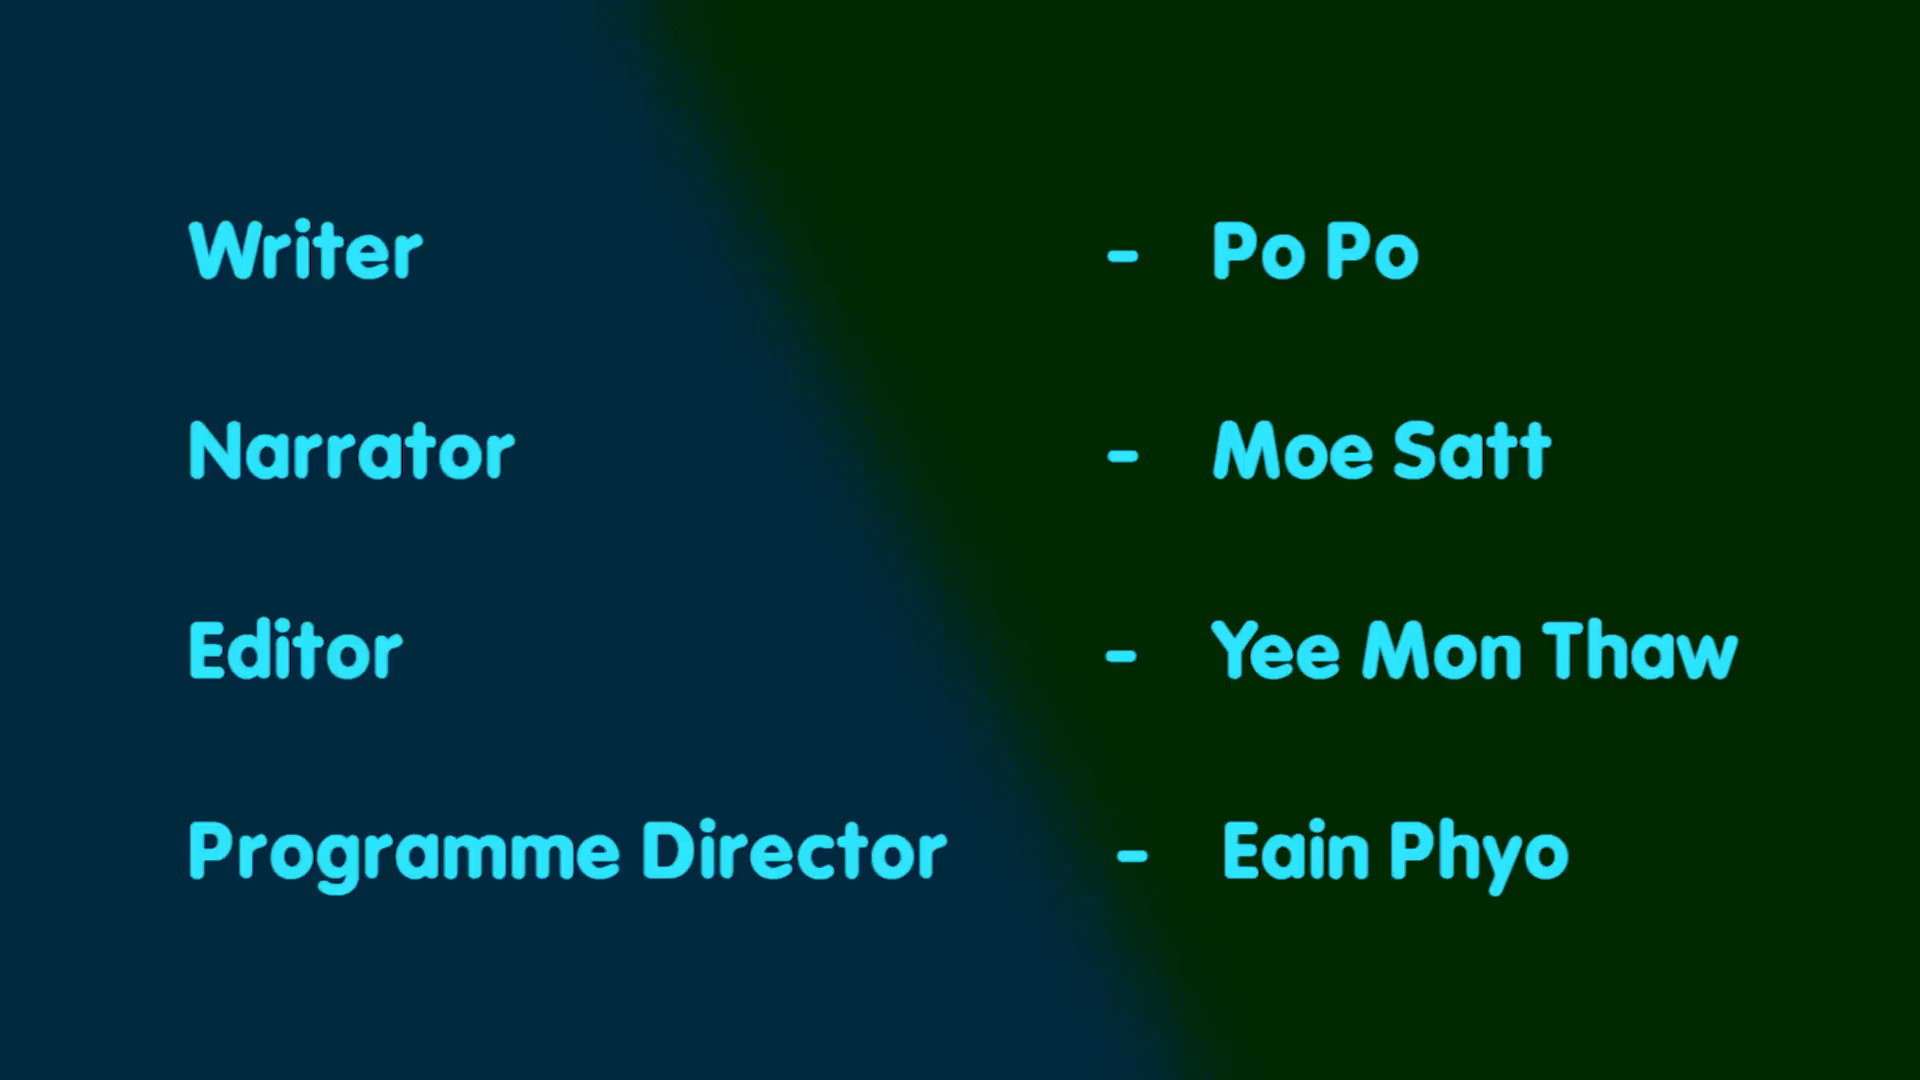 Writer - Po Po
Narrator - Moe Satt
Editor - Yee Mon Thaw
Programme Director - Eain Phyo